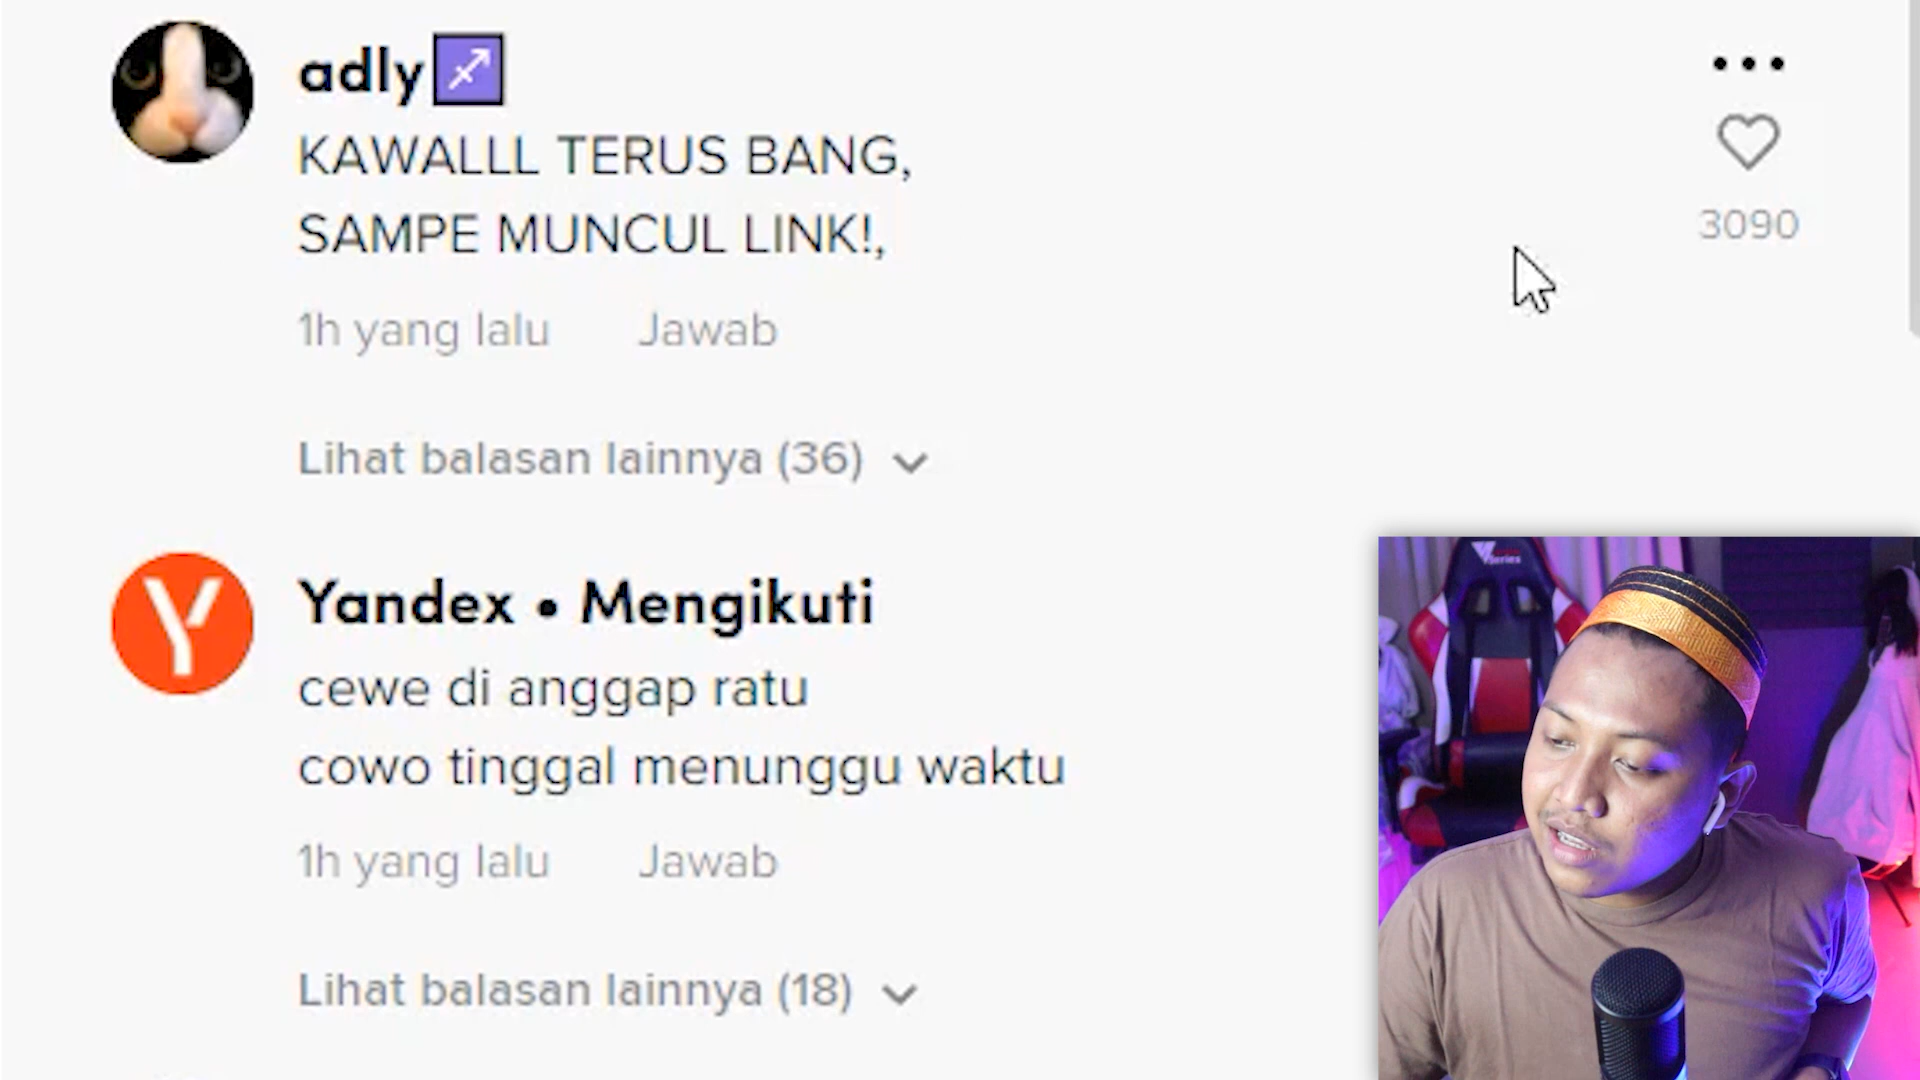 adly♐
KAWALLL TERUS BANG,
SAMPE MUNCUL LINK!,
3090
1h yang lalu Jawab
Lihat balasan lainnya (36)
Yandex • Mengikuti
cewe di anggap ratu
cowo tinggal menunggu waktu
1h yang lalu Jawab
Lihat balasan lainnya (18)
Series